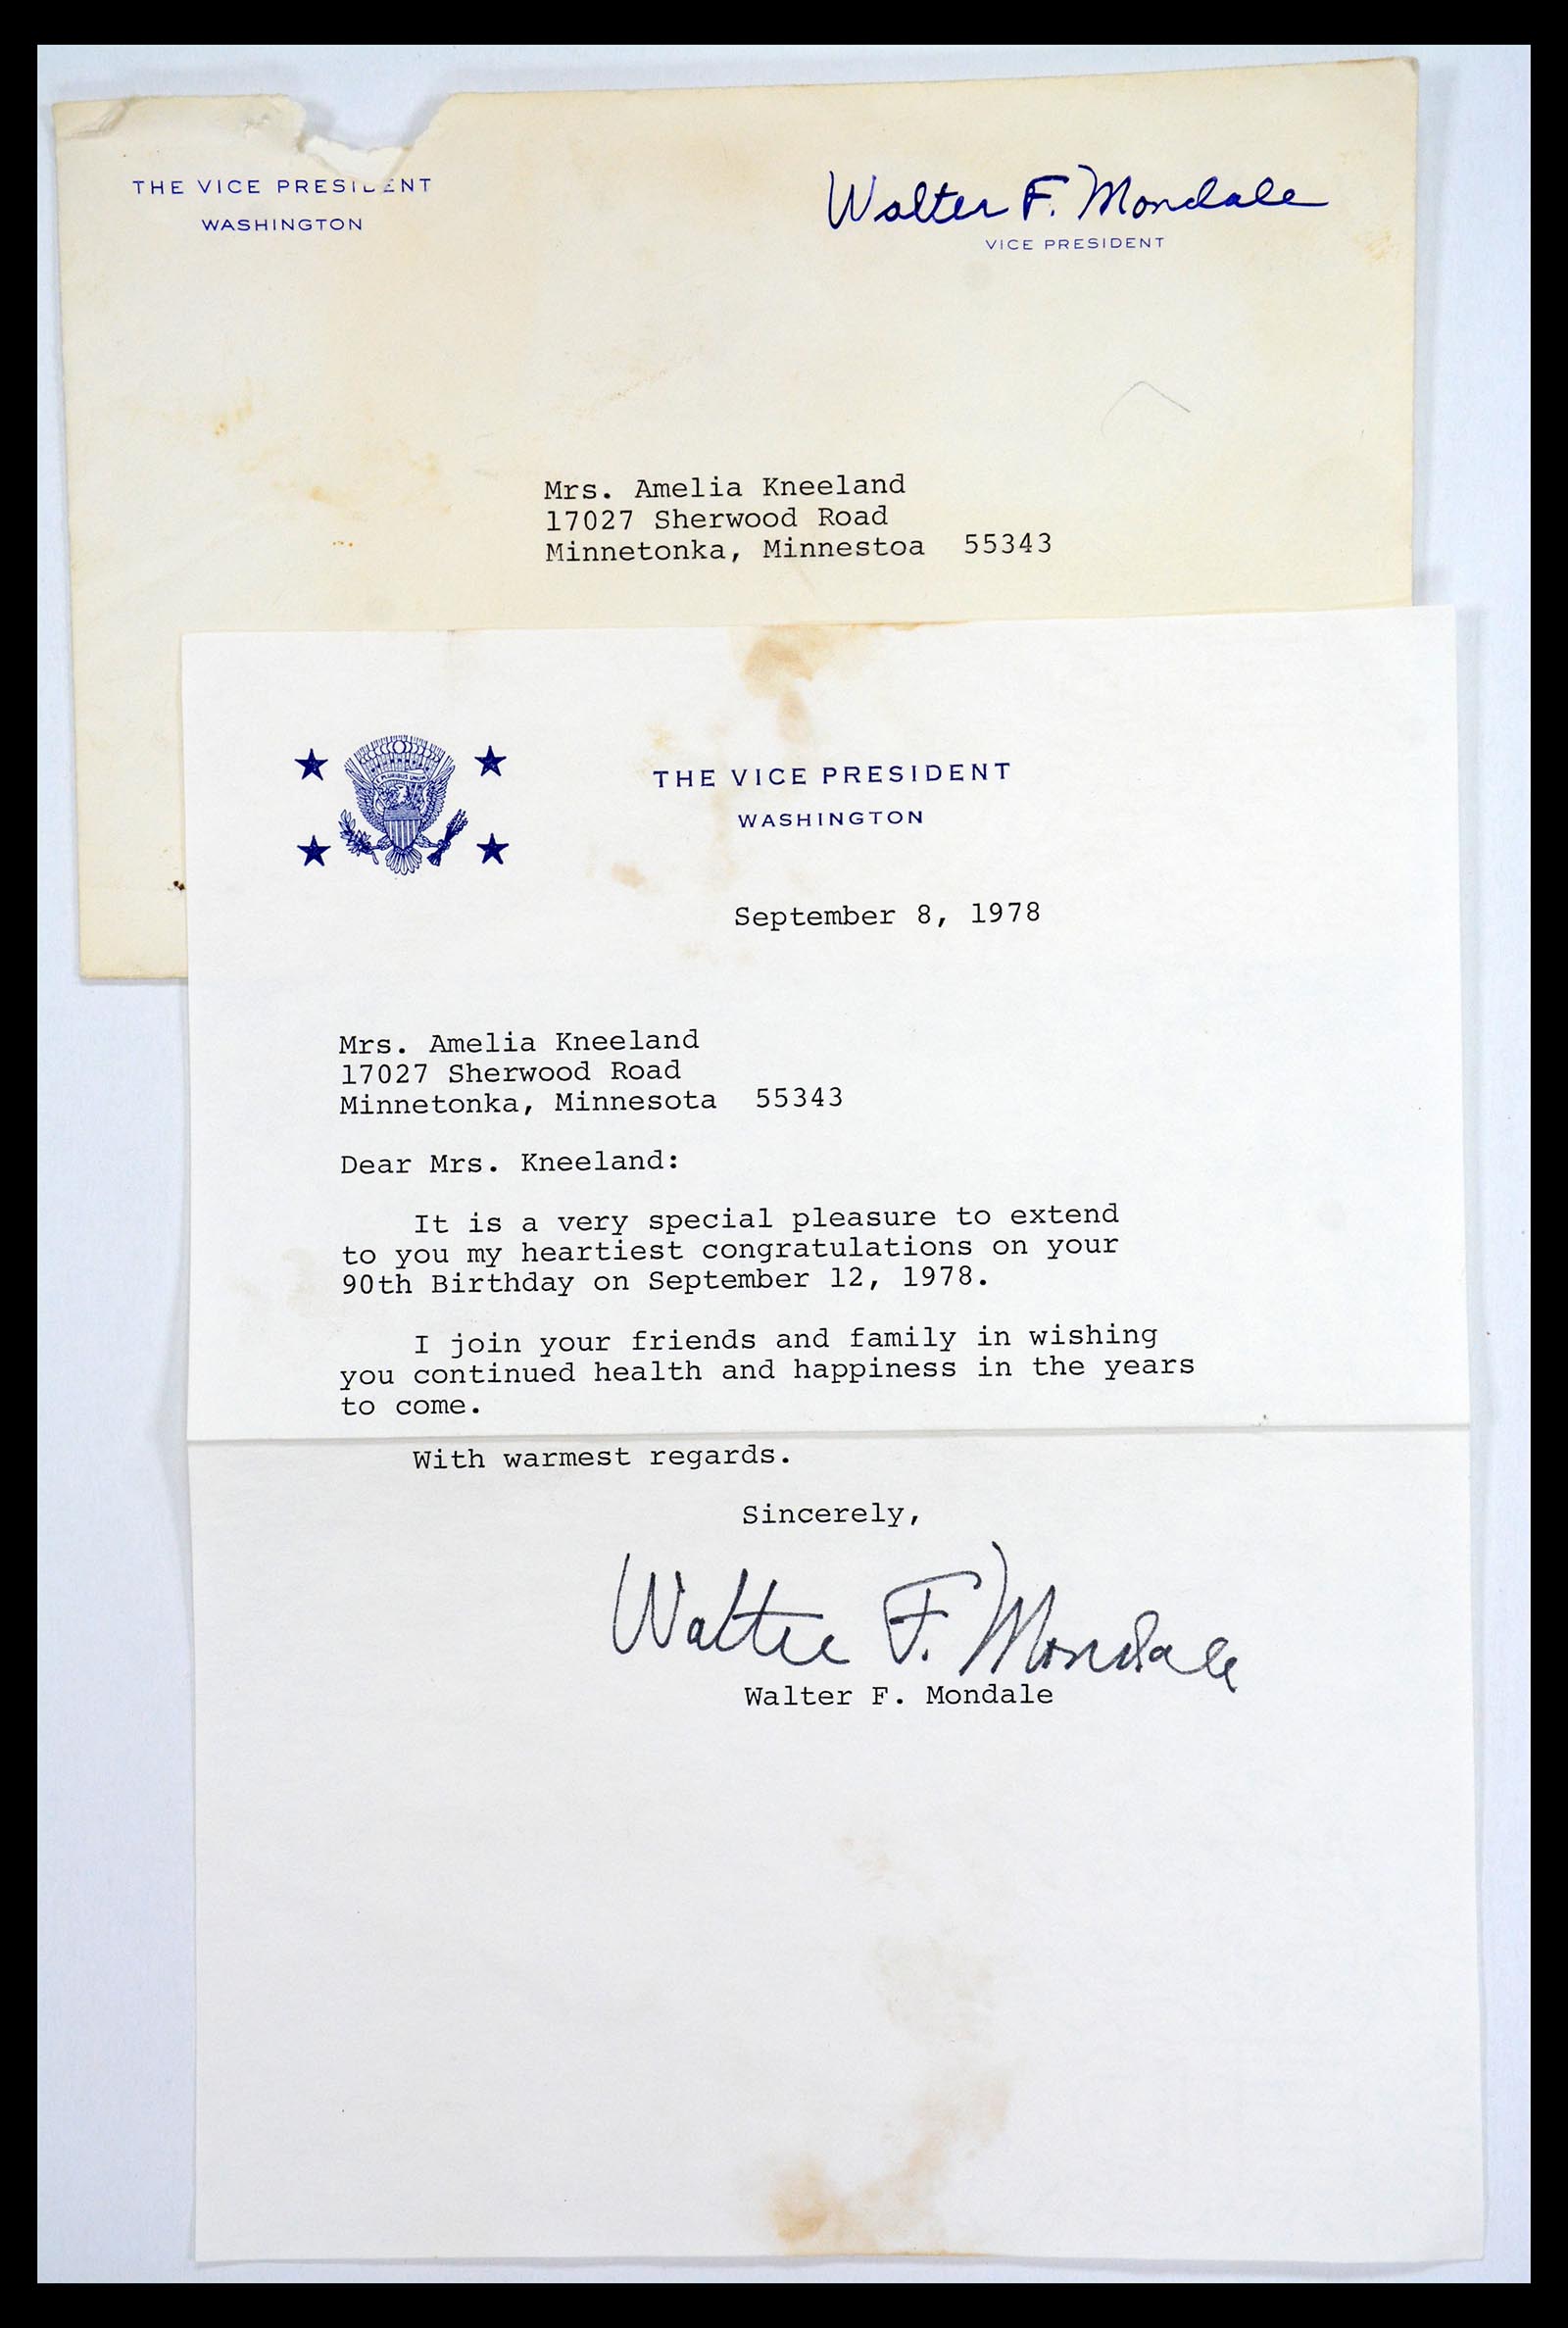 THE VICE PRESIDENT
WASHINGTON
Walter F. Mondale
VICE PRESIDENT
Mrs. Amelia Kneeland
17027 Sherwood Road
Minnetonka, Minnestoa  55343
E PLURIBUS UNUM
THE VICE PRESIDENT
WASHINGTON
September 8, 1978
Mrs. Amelia Kneeland
17027 Sherwood Road
Minnetonka, Minnesota  55343
Dear Mrs. Kneeland:
It is a very special pleasure to extend
to you my heartiest congratulations on your
90th Birthday on September 12, 1978.
I join your friends and family in wishing
you continued health and happiness in the years
to come.
With warmest regards.
Sincerely,
Walter F. Mondale
Walter F. Mondale